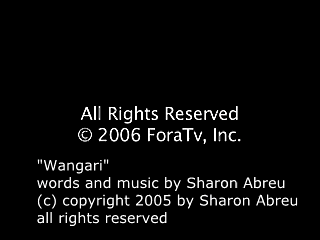 All Rights Reserved
© 2006 ForaTv, Inc.
"Wangari"
words and music by Sharon Abreu
(c) copyright 2005 by Sharon Abreu
all rights reserved